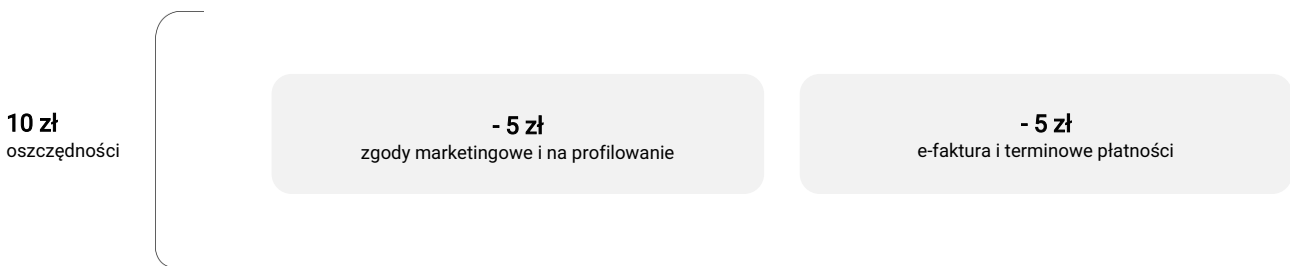 10 zł
oszczędności
- 5 zł
zgody marketingowe i na profilowanie
- 5 zł
e-faktura i terminowe płatności